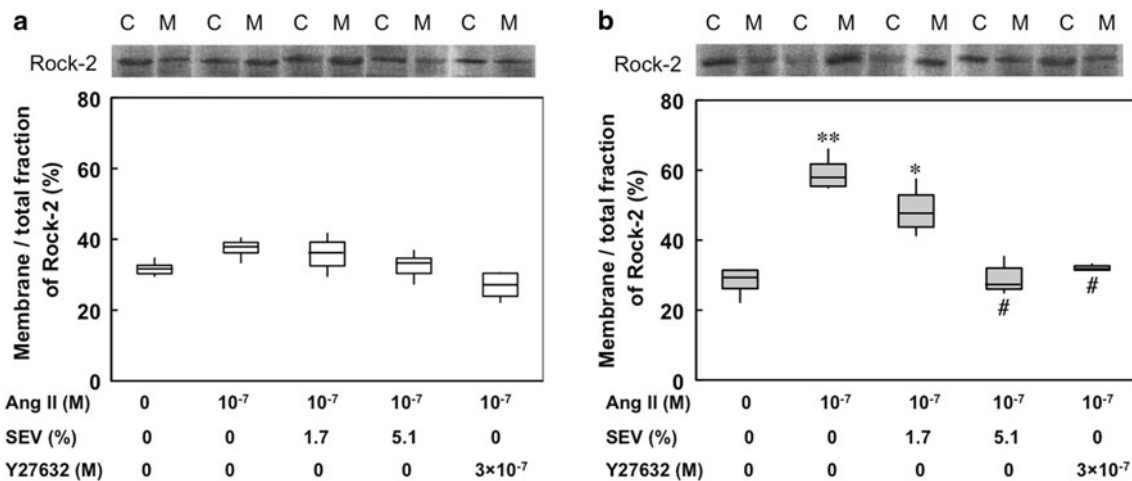 a
C M C M C M C M C M
Rock-2
Membrane / total fraction
of Rock-2 (%)
80
60
40
20
0
Ang II (M) 0 10⁻⁷ 10⁻⁷ 10⁻⁷ 10⁻⁷
SEV (%) 0 0 1.7 5.1 0
Y27632 (M) 0 0 0 0 3×10⁻⁷
b
C M C M C M C M C M
Rock-2
Membrane / total fraction
of Rock-2 (%)
80
60
40
20
0
**
*
#
#
Ang II (M) 0 10⁻⁷ 10⁻⁷ 10⁻⁷ 10⁻⁷
SEV (%) 0 0 1.7 5.1 0
Y27632 (M) 0 0 0 0 3×10⁻⁷